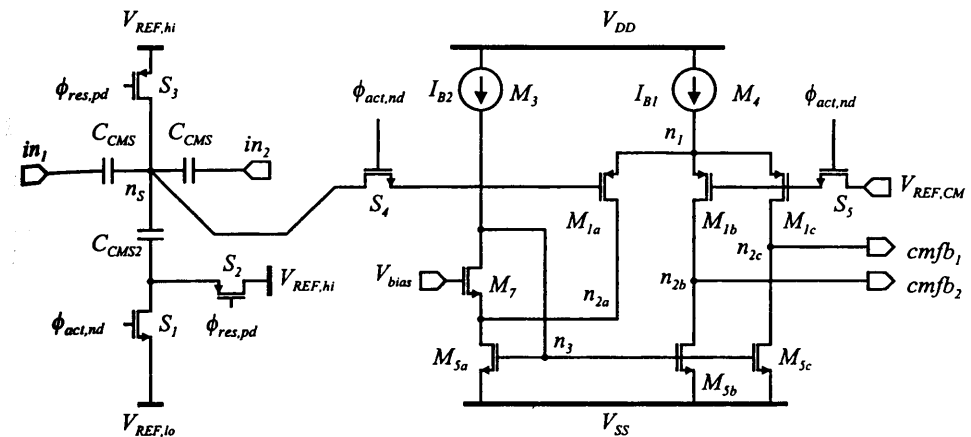 V_REF,hi
V_DD
ϕ_res,pd
S_3
ϕ_act,nd
I_B2
M_3
I_B1
M_4
ϕ_act,nd
C_CMS
C_CMS
in_1
in_2
n_1
n_S
S_4
M_1a
M_1b
M_1c
S_5
V_REF,CM
C_CMS2
S_2
V_REF,hi
V_bias
M_7
n_2a
n_2b
n_2c
cmfb_1
cmfb_2
ϕ_act,nd
S_1
ϕ_res,pd
n_3
M_5a
M_5b
M_5c
V_REF,lo
V_SS